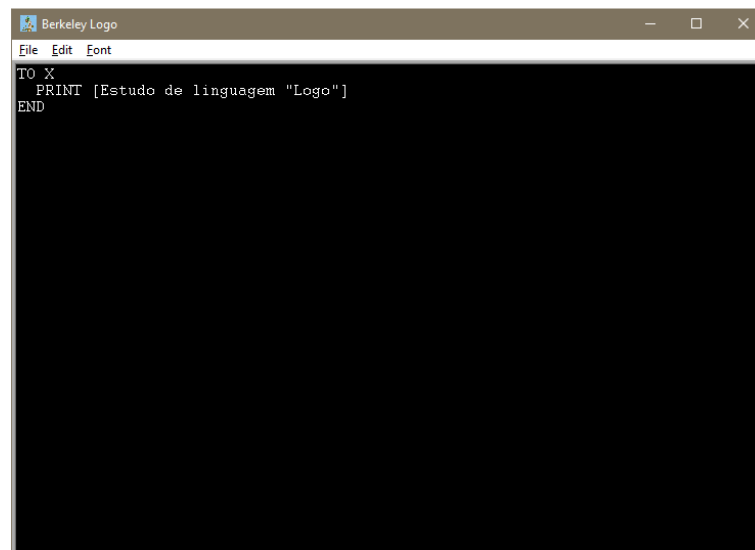 Berkeley Logo
File Edit Font
TO X
  PRINT [Estudo de linguagem "Logo"]
END